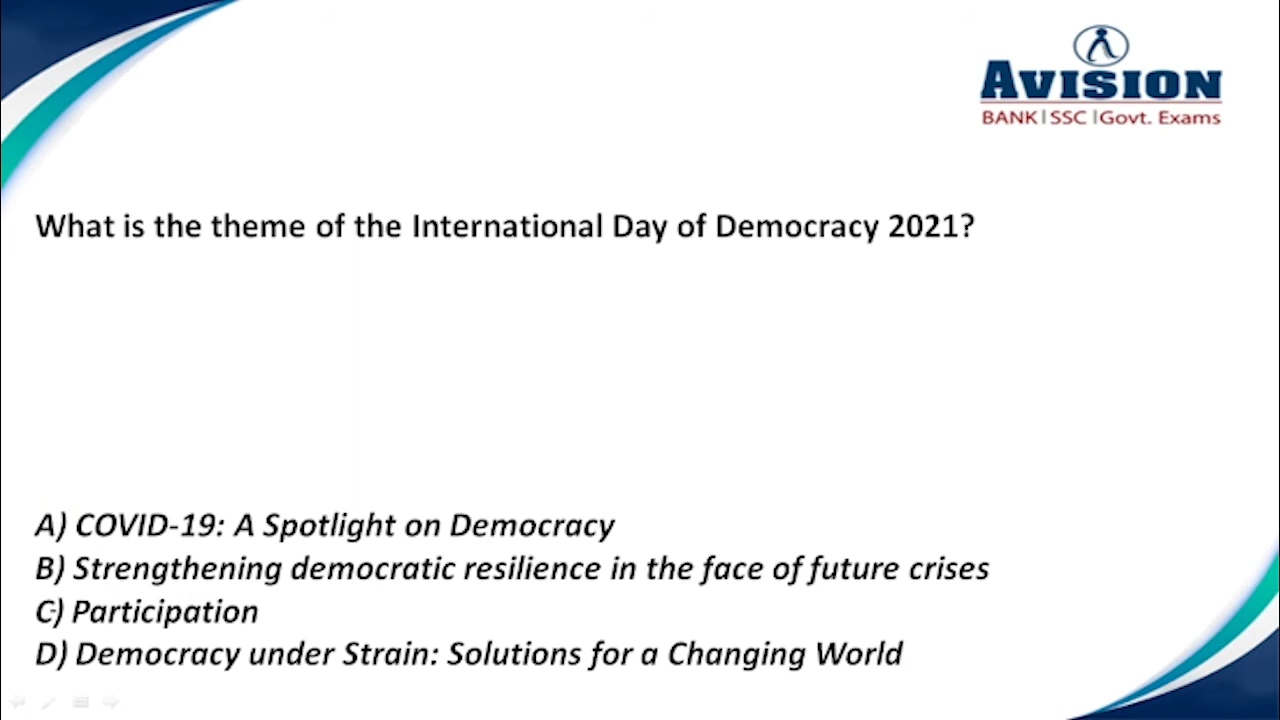 AVISION
BANK | SSC | Govt. Exams
What is the theme of the International Day of Democracy 2021?
A) COVID-19: A Spotlight on Democracy
B) Strengthening democratic resilience in the face of future crises
C) Participation
D) Democracy under Strain: Solutions for a Changing World